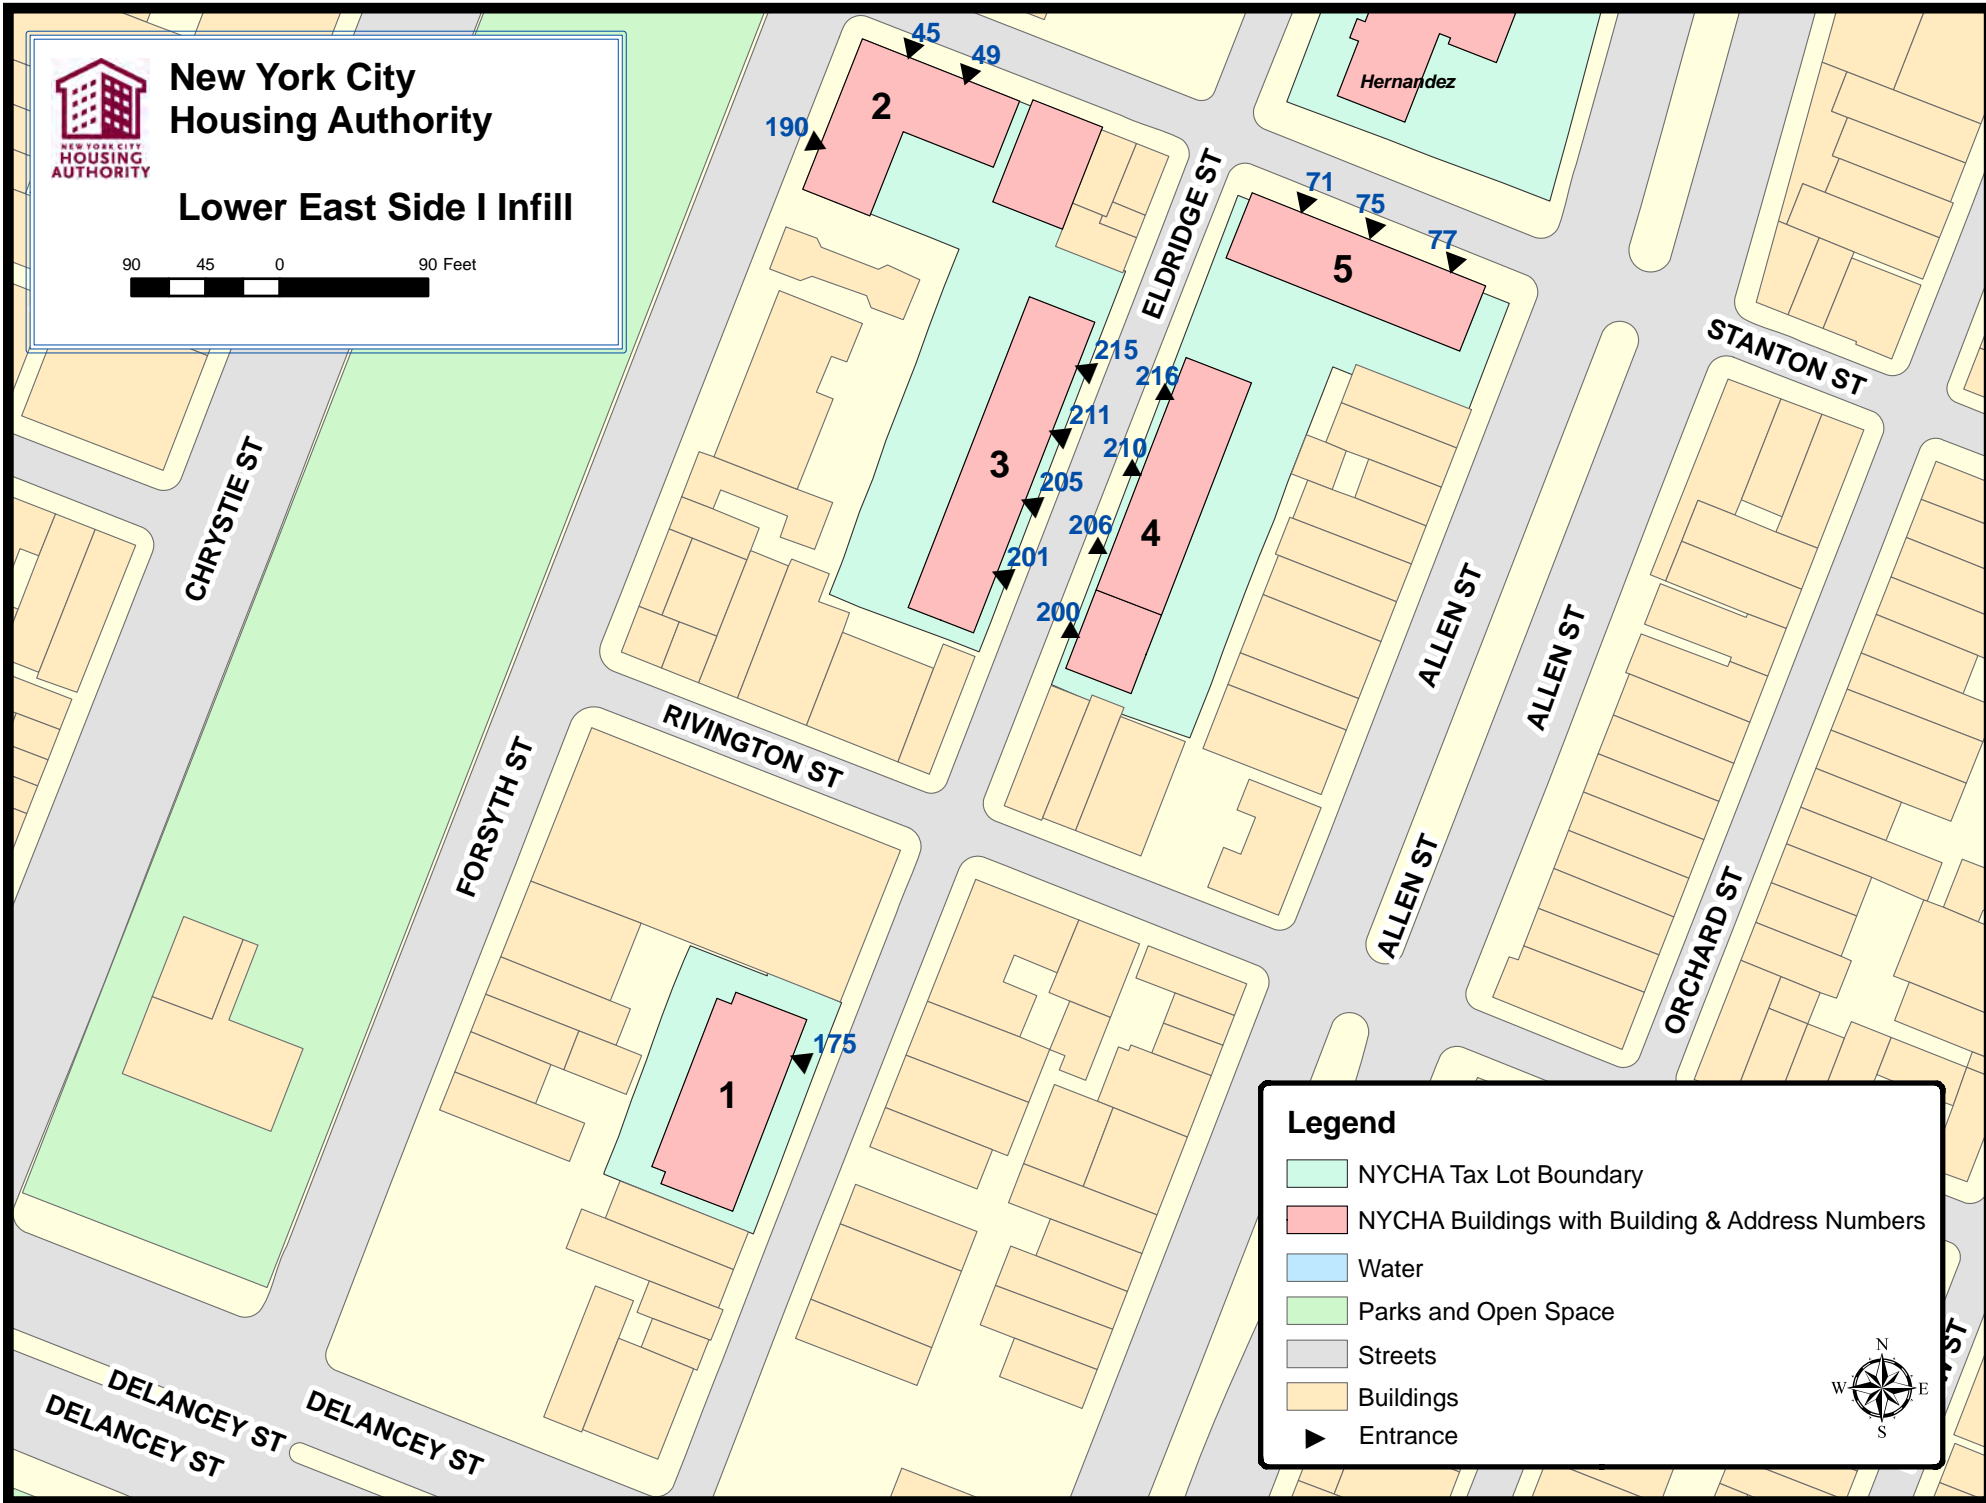 New York City
Housing Authority
NEW YORK CITY
HOUSING
AUTHORITY
Lower East Side I Infill
90 45 0 90 Feet
45
49
2
190
Hernandez
ELDRIDGE ST
71
75
77
5
STANTON ST
215
216
211
210
3
205
206
4
201
200
CHRYSTIE ST
ALLEN ST
ALLEN ST
RIVINGTON ST
FORSYTH ST
ALLEN ST
ORCHARD ST
175
1
DELANCEY ST
DELANCEY ST
DELANCEY ST
Legend
NYCHA Tax Lot Boundary
NYCHA Buildings with Building & Address Numbers
Water
Parks and Open Space
Streets
Buildings
Entrance
N
W E
S
ST